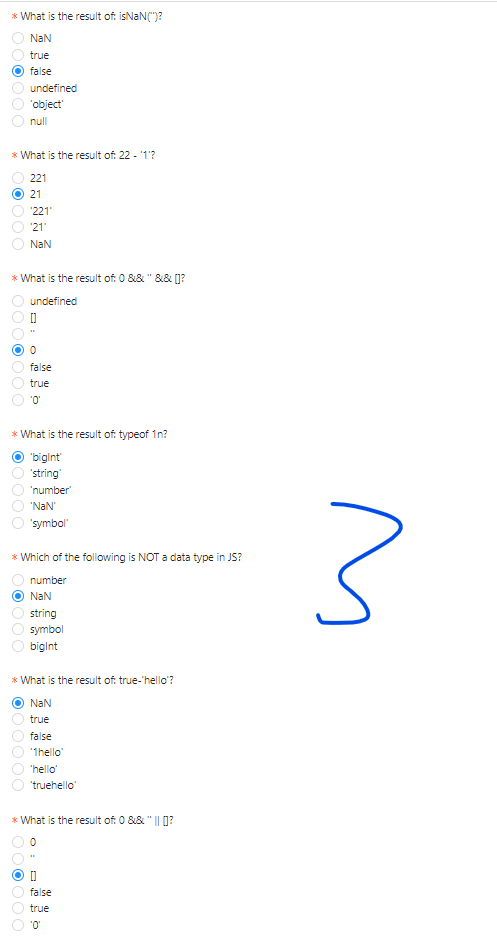 * What is the result of: isNaN('')?
NaN
true
false
undefined
'object'
null
* What is the result of: 22 - '1'?
221
21
'221'
'21'
NaN
* What is the result of: 0 && '' && []?
undefined
[]
''
0
false
true
'0'
* What is the result of: typeof 1n?
'bigInt'
'string'
'number'
'NaN'
'symbol'
* Which of the following is NOT a data type in JS?
number
NaN
string
symbol
bigInt
* What is the result of: true-'hello'?
NaN
true
false
'1hello'
'hello'
'truehello'
* What is the result of: 0 && '' || []?
0
''
[]
false
true
'0'
3